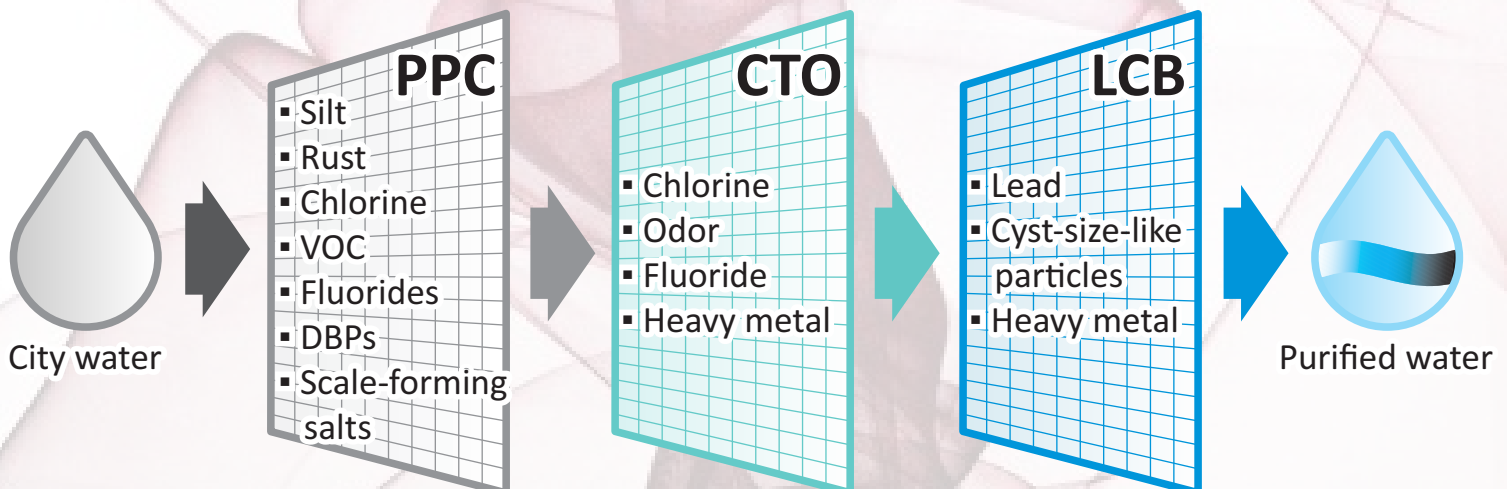 PPC
▪ Silt
▪ Rust
▪ Chlorine
▪ VOC
▪ Fluorides
▪ DBPs
▪ Scale-forming
salts
CTO
▪ Chlorine
▪ Odor
▪ Fluoride
▪ Heavy metal
LCB
▪ Lead
▪ Cyst-size-like
particles
▪ Heavy metal
City water
Purified water